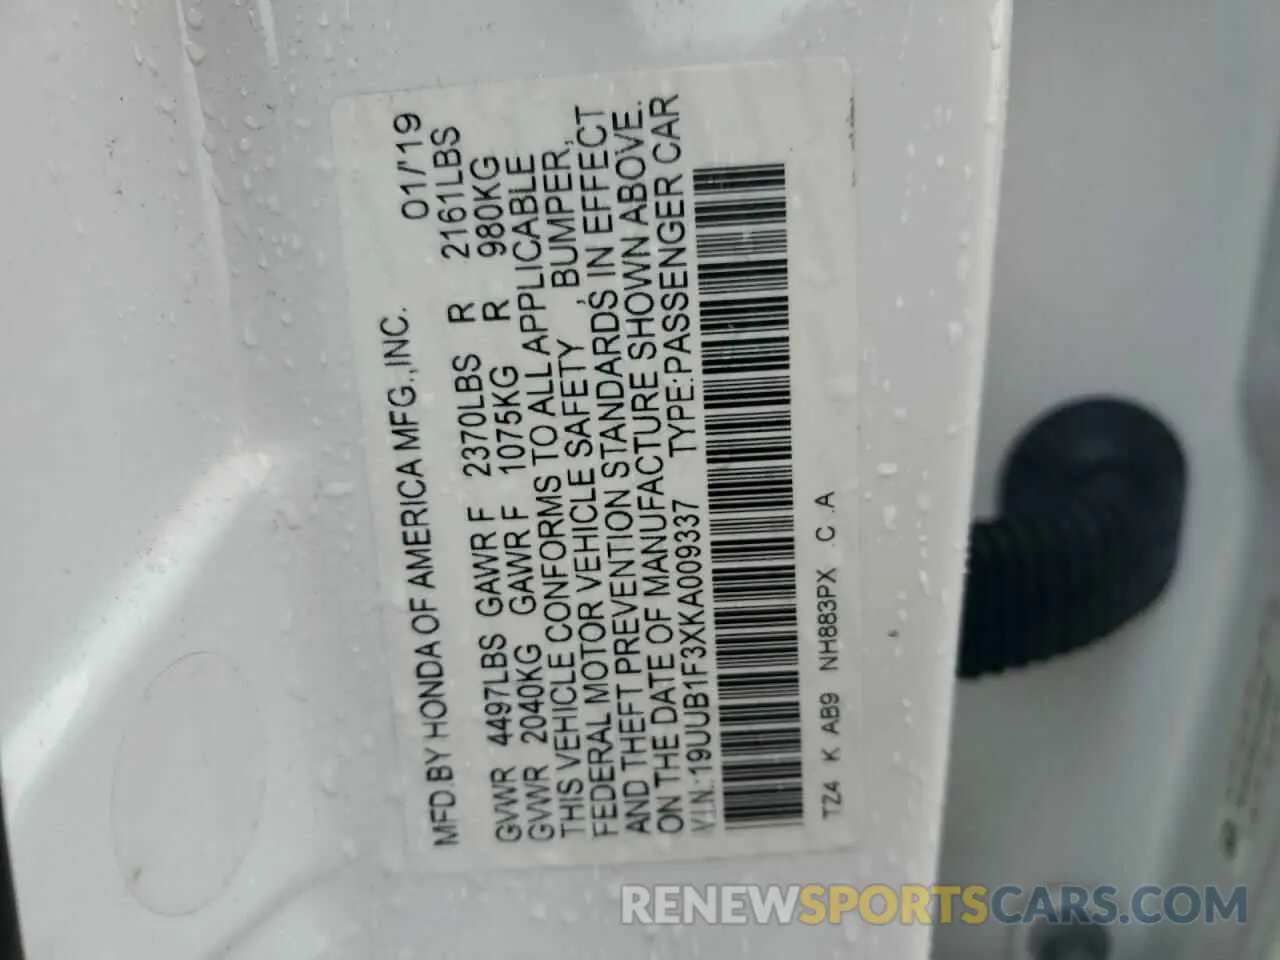 MFD.BY HONDA OF AMERICA MFG.,INC. 01/'19
GVWR 4497LBS GAWR F 2370LBS R 2161LBS
GVWR 2040KG GAWR F 1075KG R 980KG
THIS VEHICLE CONFORMS TO ALL APPLICABLE
FEDERAL MOTOR VEHICLE SAFETY , BUMPER,
AND THEFT PREVENTION STANDARDS IN EFFECT
ON THE DATE OF MANUFACTURE SHOWN ABOVE.
V.I.N.:19UUB1F3XKA009337 TYPE:PASSENGER CAR
TZ4 K AB9 NH883PX .C .A
RENEWSPORTSCARS.COM